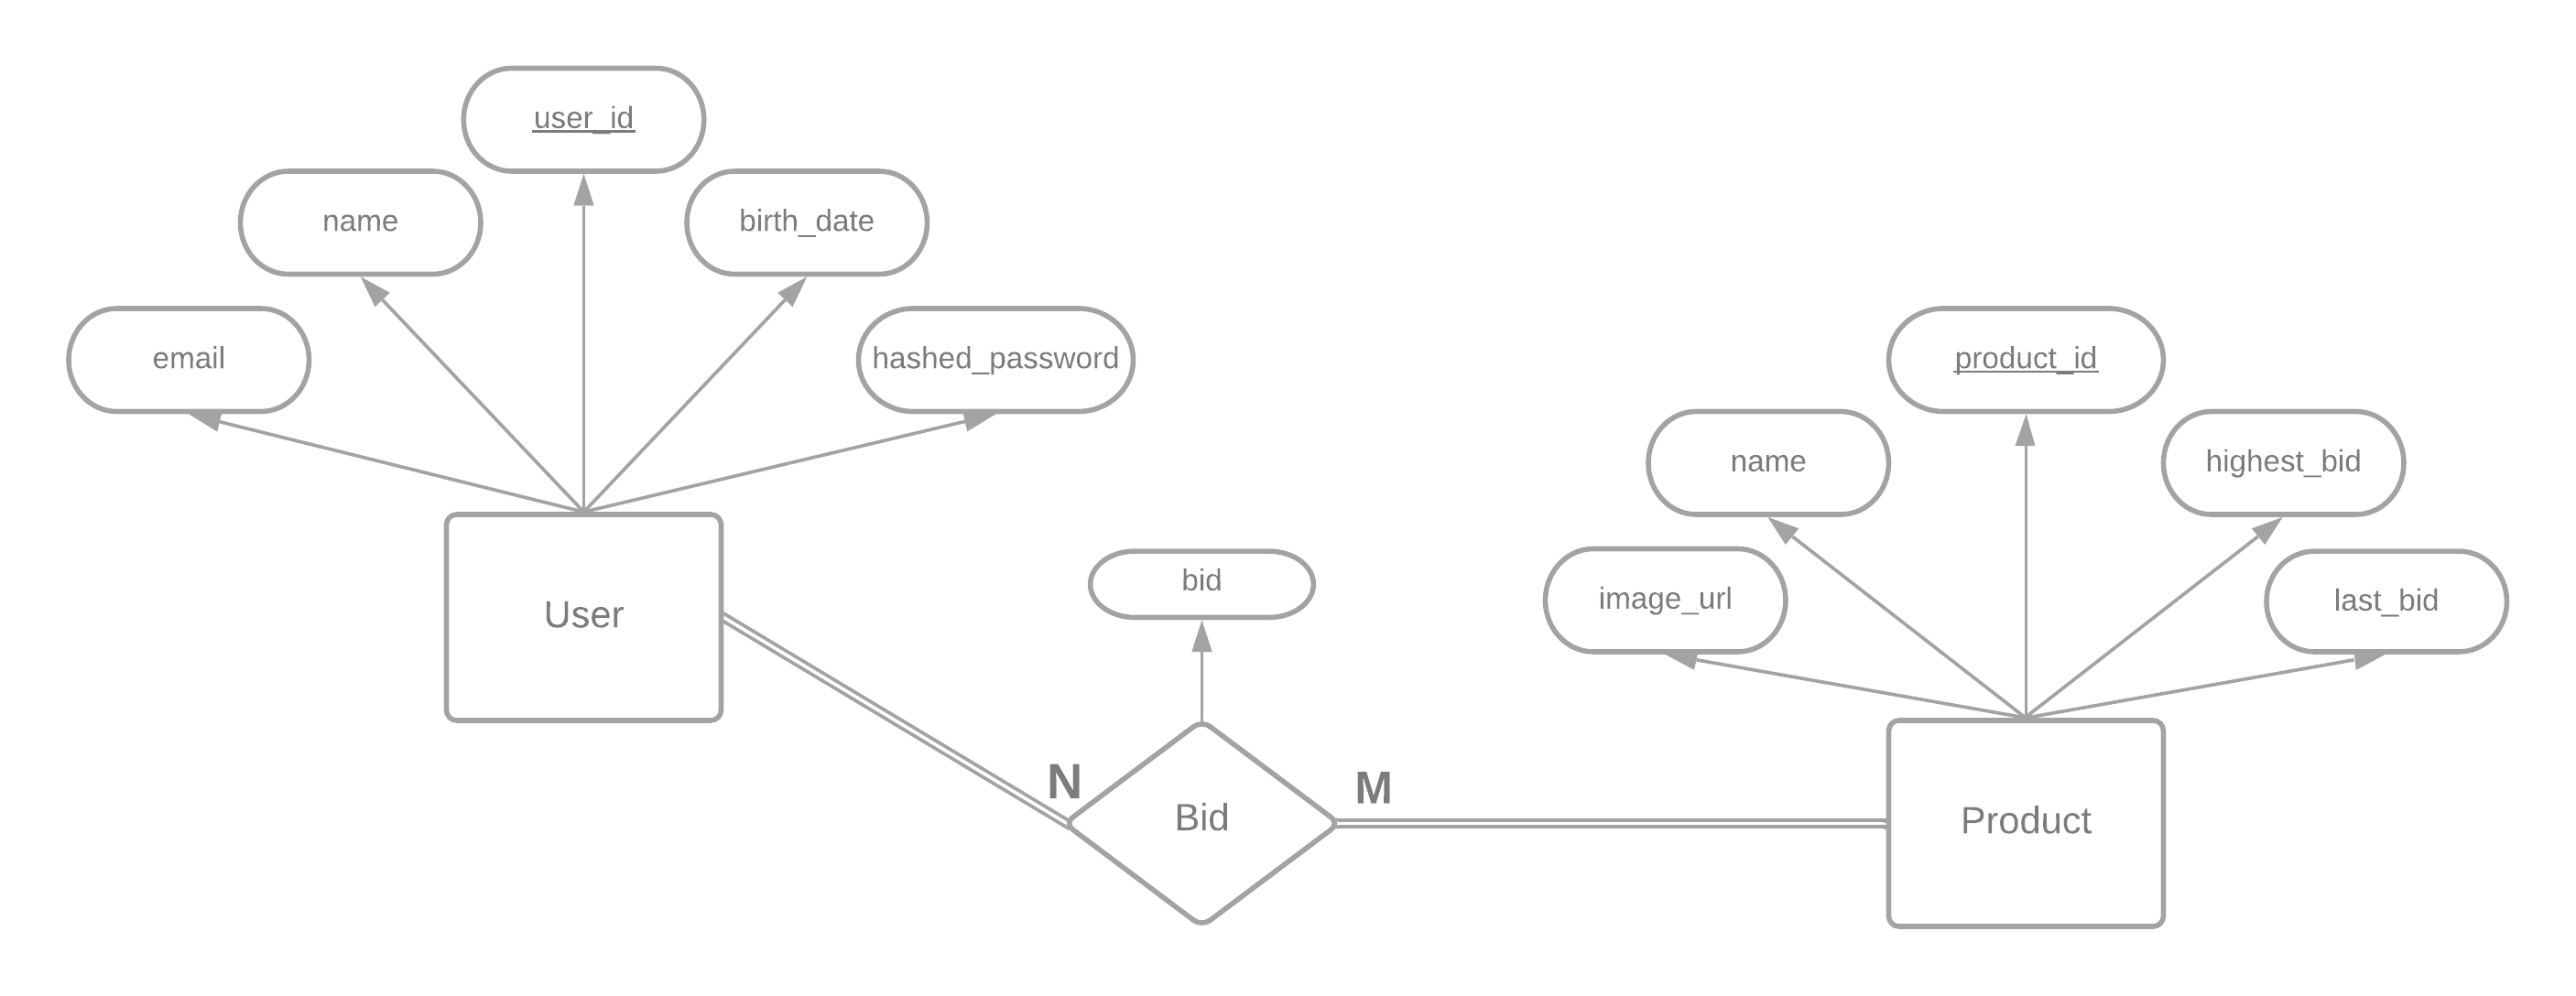 user_id
name
birth_date
email
hashed_password
product_id
name
highest_bid
User
bid
image_url
last_bid
N
M
Bid
Product